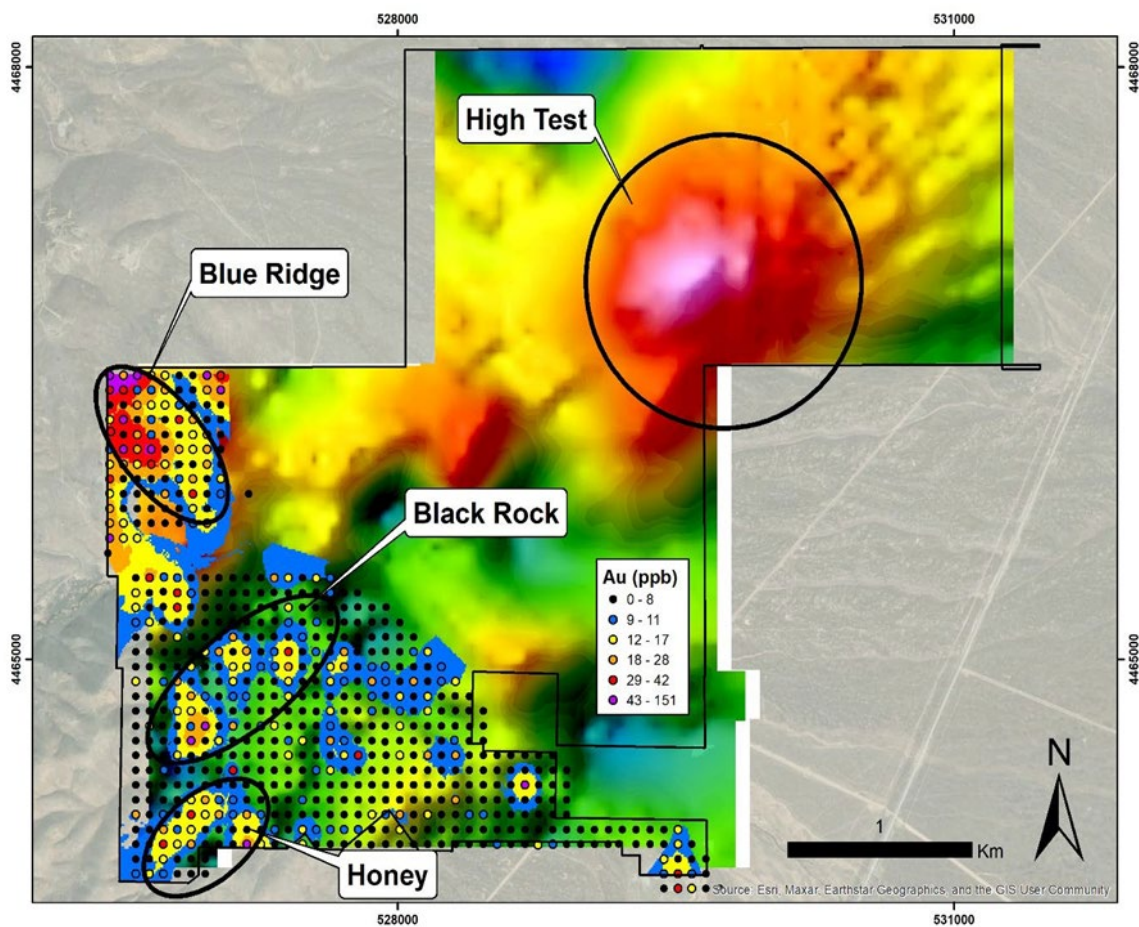 528000
531000
4468000
4468000
High Test
Blue Ridge
Black Rock
Au (ppb)
0 - 8
9 - 11
12 - 17
18 - 28
29 - 42
43 - 151
4465000
4465000
N
1
Km
Honey
Source: Esri, Maxar, Earthstar Geographics, and the GIS User Community
528000
531000